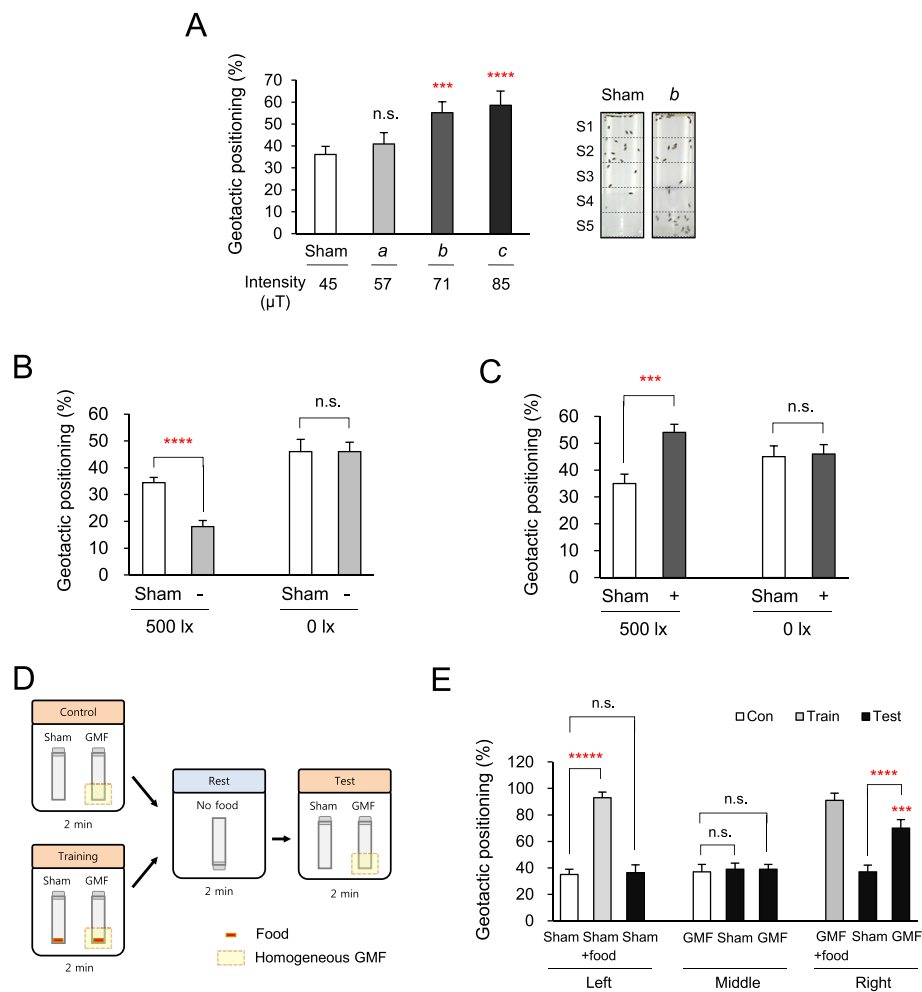 A
Geotactic positioning (%)
70
60
50
40
30
20
10
0
n.s.
***
****
Sham a b c
Intensity (µT) 45 57 71 85
Sham b
S1
S2
S3
S4
S5
B
Geotactic positioning (%)
60
50
40
30
20
10
0
****
n.s.
Sham - Sham -
500 lx 0 lx
C
Geotactic positioning (%)
60
50
40
30
20
10
0
***
n.s.
Sham + Sham +
500 lx 0 lx
D
Control
Sham GMF
2 min
Training
Sham GMF
2 min
Rest
No food
2 min
Test
Sham GMF
2 min
Food
Homogeneous GMF
E
Con Train Test
Geotactic positioning (%)
120
100
80
60
40
20
0
n.s.
*****
n.s.
n.s.
****
***
Sham Sham +food Sham GMF Sham GMF GMF +food Sham GMF
Left Middle Right